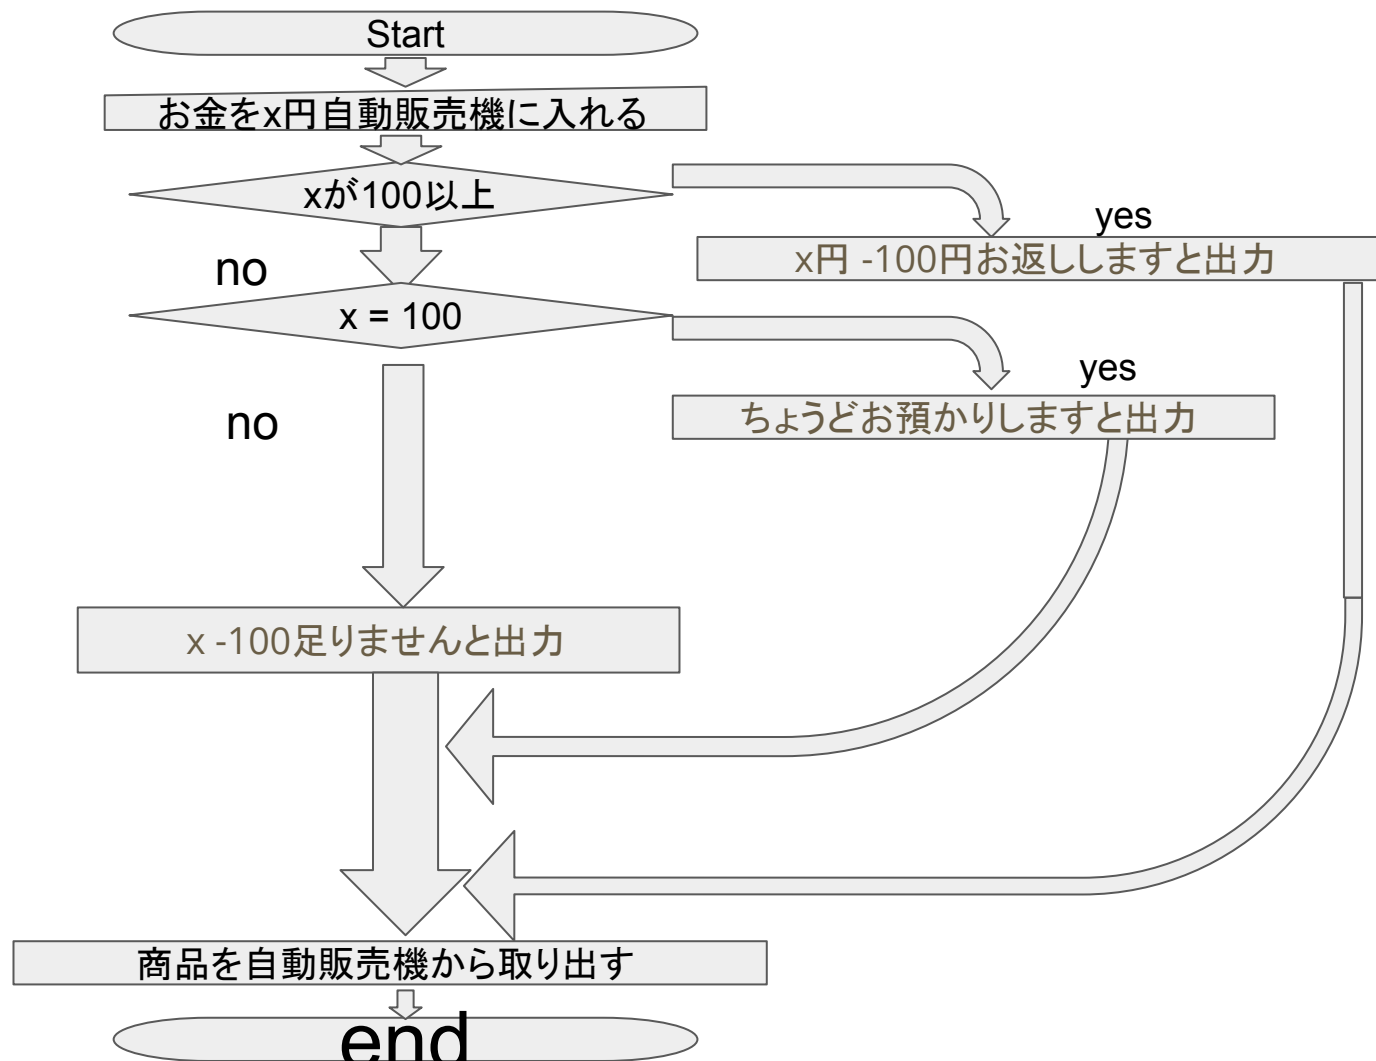 Start
お金をx円自動販売機に入れる
xが100以上
yes
x円 -100円お返ししますと出力
no
x = 100
yes
ちょうどお預かりしますと出力
no
x -100足りませんと出力
商品を自動販売機から取り出す
end